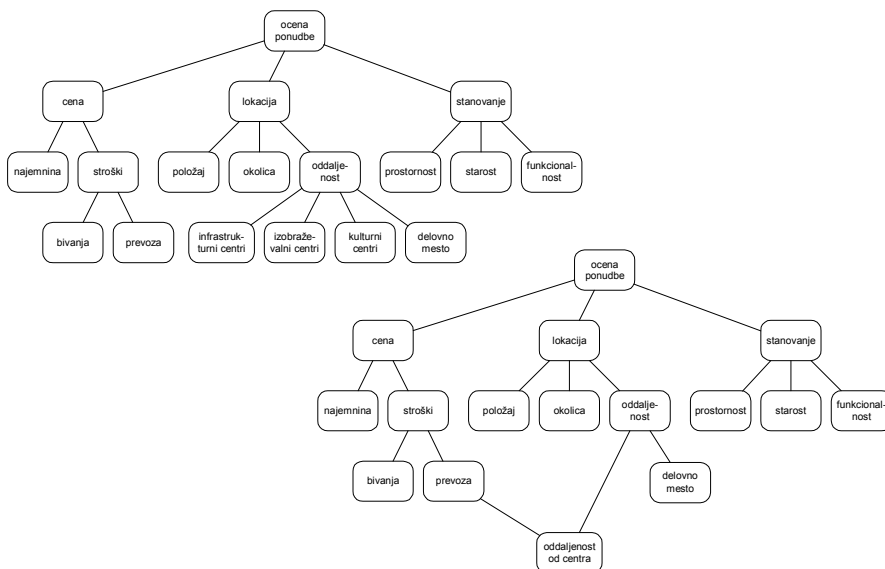 ocena
ponudbe
cena
lokacija
stanovanje
najemnina
stroški
položaj
okolica
oddalje-
nost
prostornost
starost
funkcional-
nost
bivanja
prevoza
infrastruk-
turni centri
izobraže-
valni centri
kulturni
centri
delovno
mesto
ocena
ponudbe
cena
lokacija
stanovanje
najemnina
stroški
položaj
okolica
oddalje-
nost
prostornost
starost
funkcional-
nost
bivanja
prevoza
delovno
mesto
oddaljenost
od centra